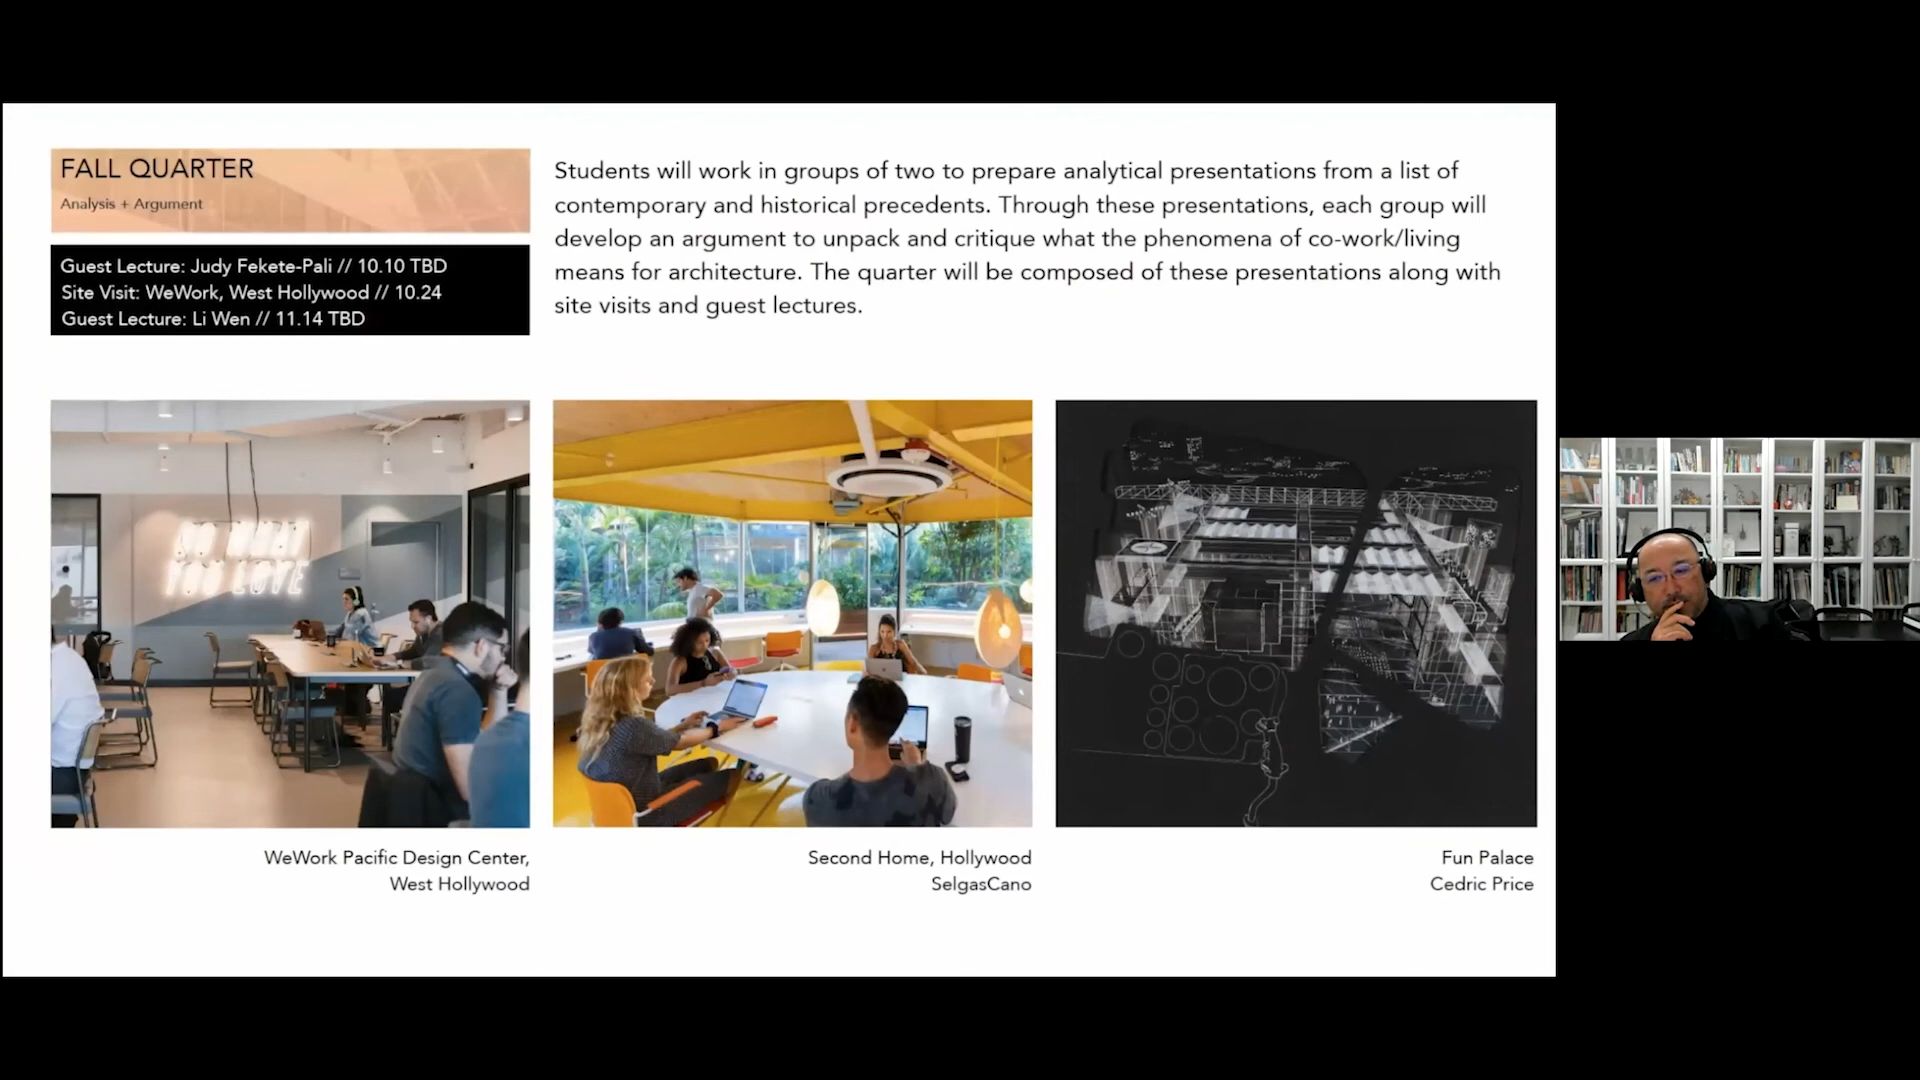 FALL QUARTER
Analysis + Argument
Guest Lecture: Judy Fekete-Pali // 10.10 TBD
Site Visit: WeWork, West Hollywood // 10.24
Guest Lecture: Li Wen // 11.14 TBD
Students will work in groups of two to prepare analytical presentations from a list of
contemporary and historical precedents. Through these presentations, each group will
develop an argument to unpack and critique what the phenomena of co-work/living
means for architecture. The quarter will be composed of these presentations along with
site visits and guest lectures.
DO WHAT
YOU LOVE
WeWork Pacific Design Center,
West Hollywood
Second Home, Hollywood
SelgasCano
Fun Palace
Cedric Price